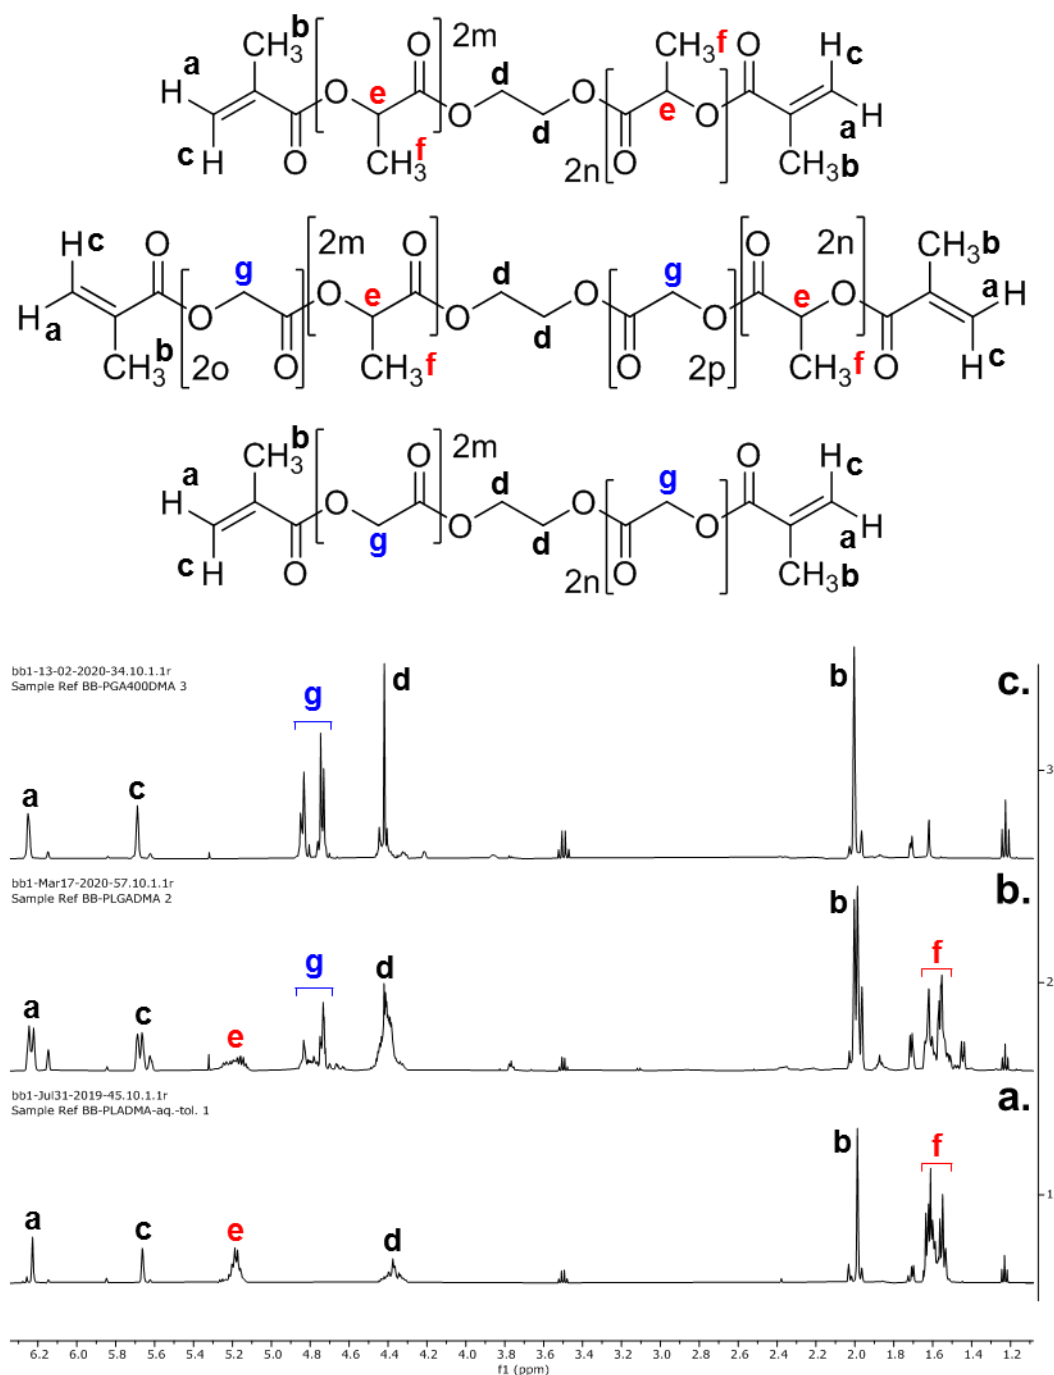 CH3 b 2m O CH3 f O H c
a H O e O d O e O H a
c H O CH3 f O d 2n O O CH3 b
H c O g 2m O d O g O 2n CH3 b
H a O O e O O O e O a H
CH3 b 2o O CH3 f d O 2p O CH3 f O H c
CH3 b 2m O d g O H c
a H O O O O H a
c H O g d 2n O CH3 b
bb1-13-02-2020-34.10.1.1r
Sample Ref BB-PGA400DMA 3
a c g d b c.
3
bb1-Mar17-2020-57.10.1.1r
Sample Ref BB-PLGADMA 2
a c e g d b f b.
2
bb1-Jul31-2019-45.10.1.1r
Sample Ref BB-PLADMA-aq.-tol. 1
a c e d b f a.
1
6.2 6.0 5.8 5.6 5.4 5.2 5.0 4.8 4.6 4.4 4.2 4.0 3.8 3.6 3.4 3.2 3.0 2.8 2.6 2.4 2.2 2.0 1.8 1.6 1.4 1.2
f1 (ppm)